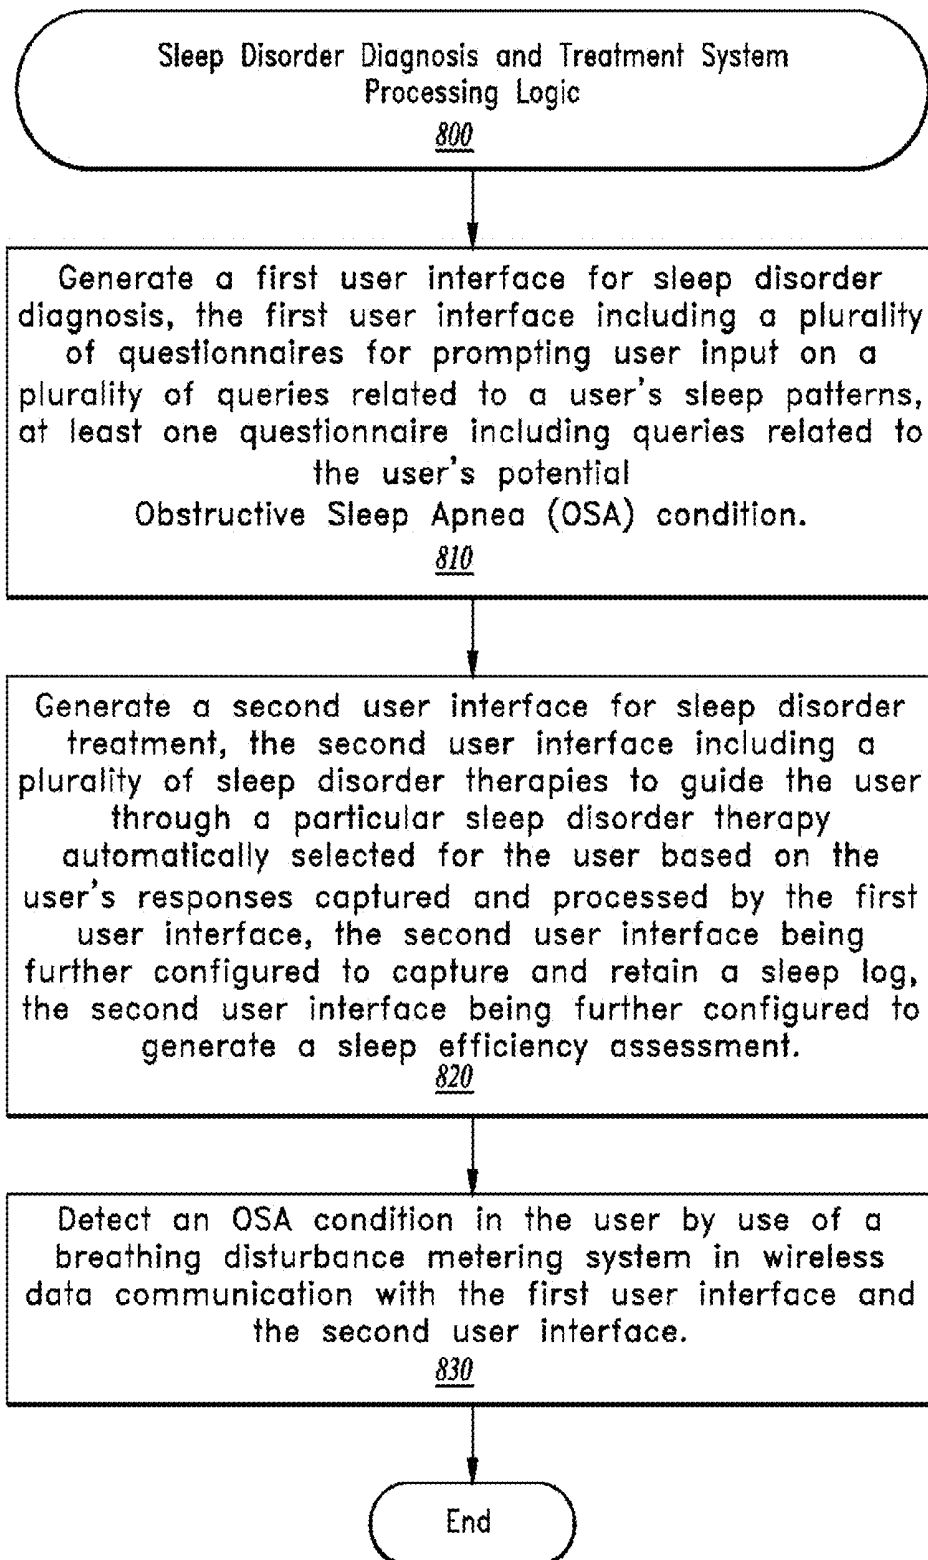 Sleep Disorder Diagnosis and Treatment System
Processing Logic
800
Generate a first user interface for sleep disorder
diagnosis, the first user interface including a plurality
of questionnaires for prompting user input on a
plurality of queries related to a user's sleep patterns,
at least one questionnaire including queries related to
the user's potential
Obstructive Sleep Apnea (OSA) condition.
810
Generate a second user interface for sleep disorder
treatment, the second user interface including a
plurality of sleep disorder therapies to guide the user
through a particular sleep disorder therapy
automatically selected for the user based on the
user's responses captured and processed by the first
user interface, the second user interface being
further configured to capture and retain a sleep log,
the second user interface being further configured to
generate a sleep efficiency assessment.
820
Detect an OSA condition in the user by use of a
breathing disturbance metering system in wireless
data communication with the first user interface and
the second user interface.
830
End